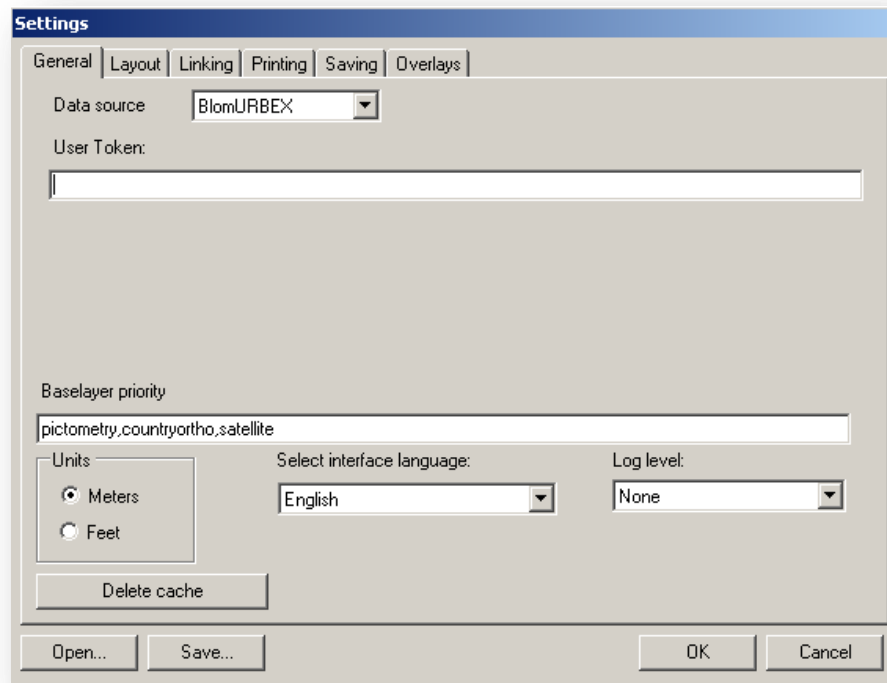 Settings
General Layout Linking Printing Saving Overlays
Data source BlomURBEX
User Token:
Baselayer priority
pictometry,countryortho,satellite
Units Select interface language: Log level:
Meters English None
Feet
Delete cache
Open... Save... OK Cancel